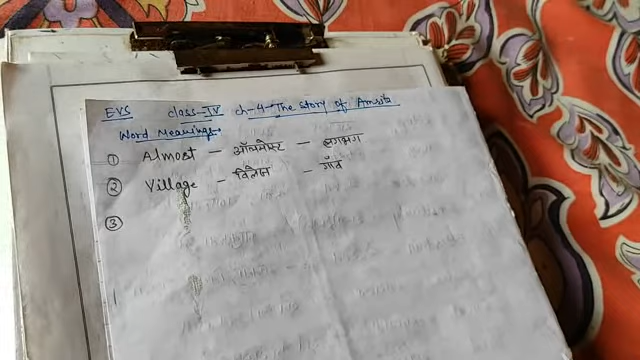 EVS class-IV ch-4-The Story of Amrita
Word Meanings
① Almost - ऑलमोस्ट - लगभग
② Village - विलेज - गाँव
③